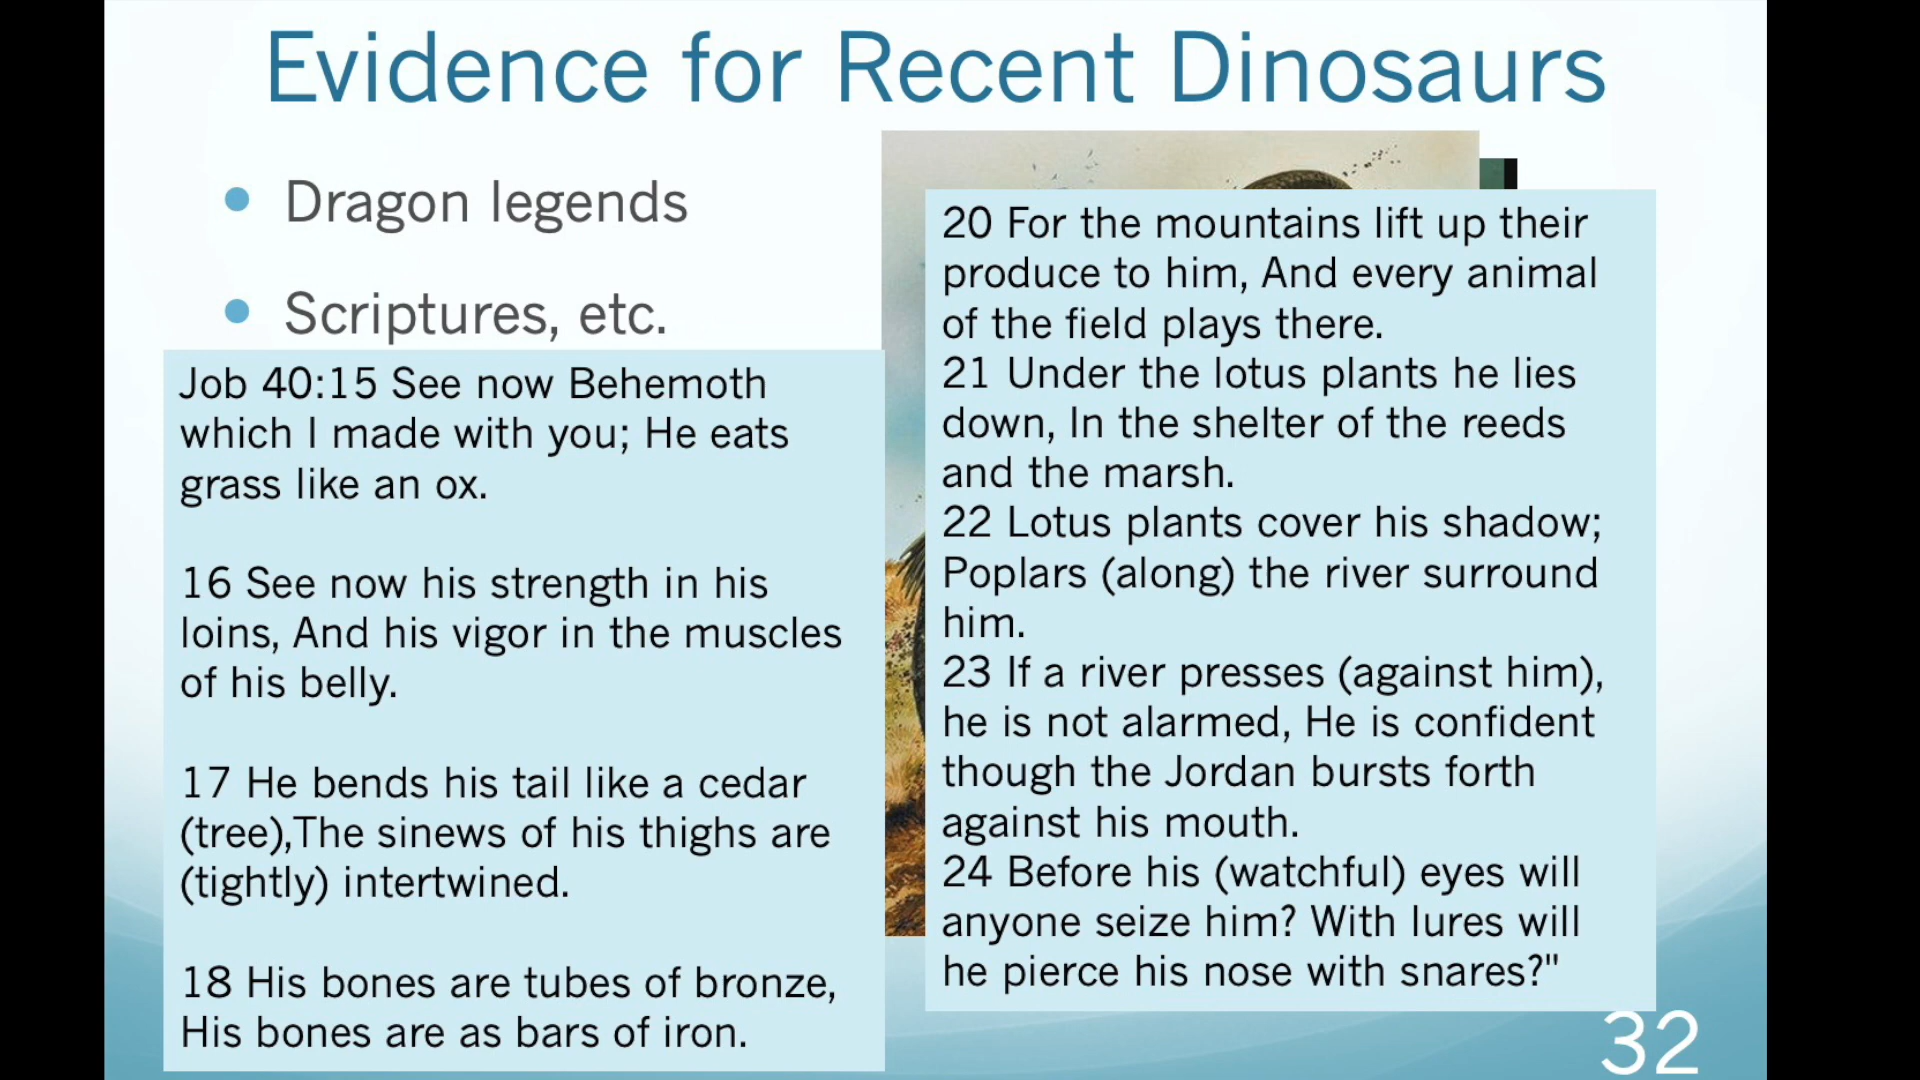 Evidence for Recent Dinosaurs
Dragon legends
Scriptures, etc.
Job 40:15 See now Behemoth
which I made with you; He eats
grass like an ox.
16 See now his strength in his
loins, And his vigor in the muscles
of his belly.
17 He bends his tail like a cedar
(tree),The sinews of his thighs are
(tightly) intertwined.
18 His bones are tubes of bronze,
His bones are as bars of iron.
20 For the mountains lift up their
produce to him, And every animal
of the field plays there.
21 Under the lotus plants he lies
down, In the shelter of the reeds
and the marsh.
22 Lotus plants cover his shadow;
Poplars (along) the river surround
him.
23 If a river presses (against him),
he is not alarmed, He is confident
though the Jordan bursts forth
against his mouth.
24 Before his (watchful) eyes will
anyone seize him? With lures will
he pierce his nose with snares?"
32